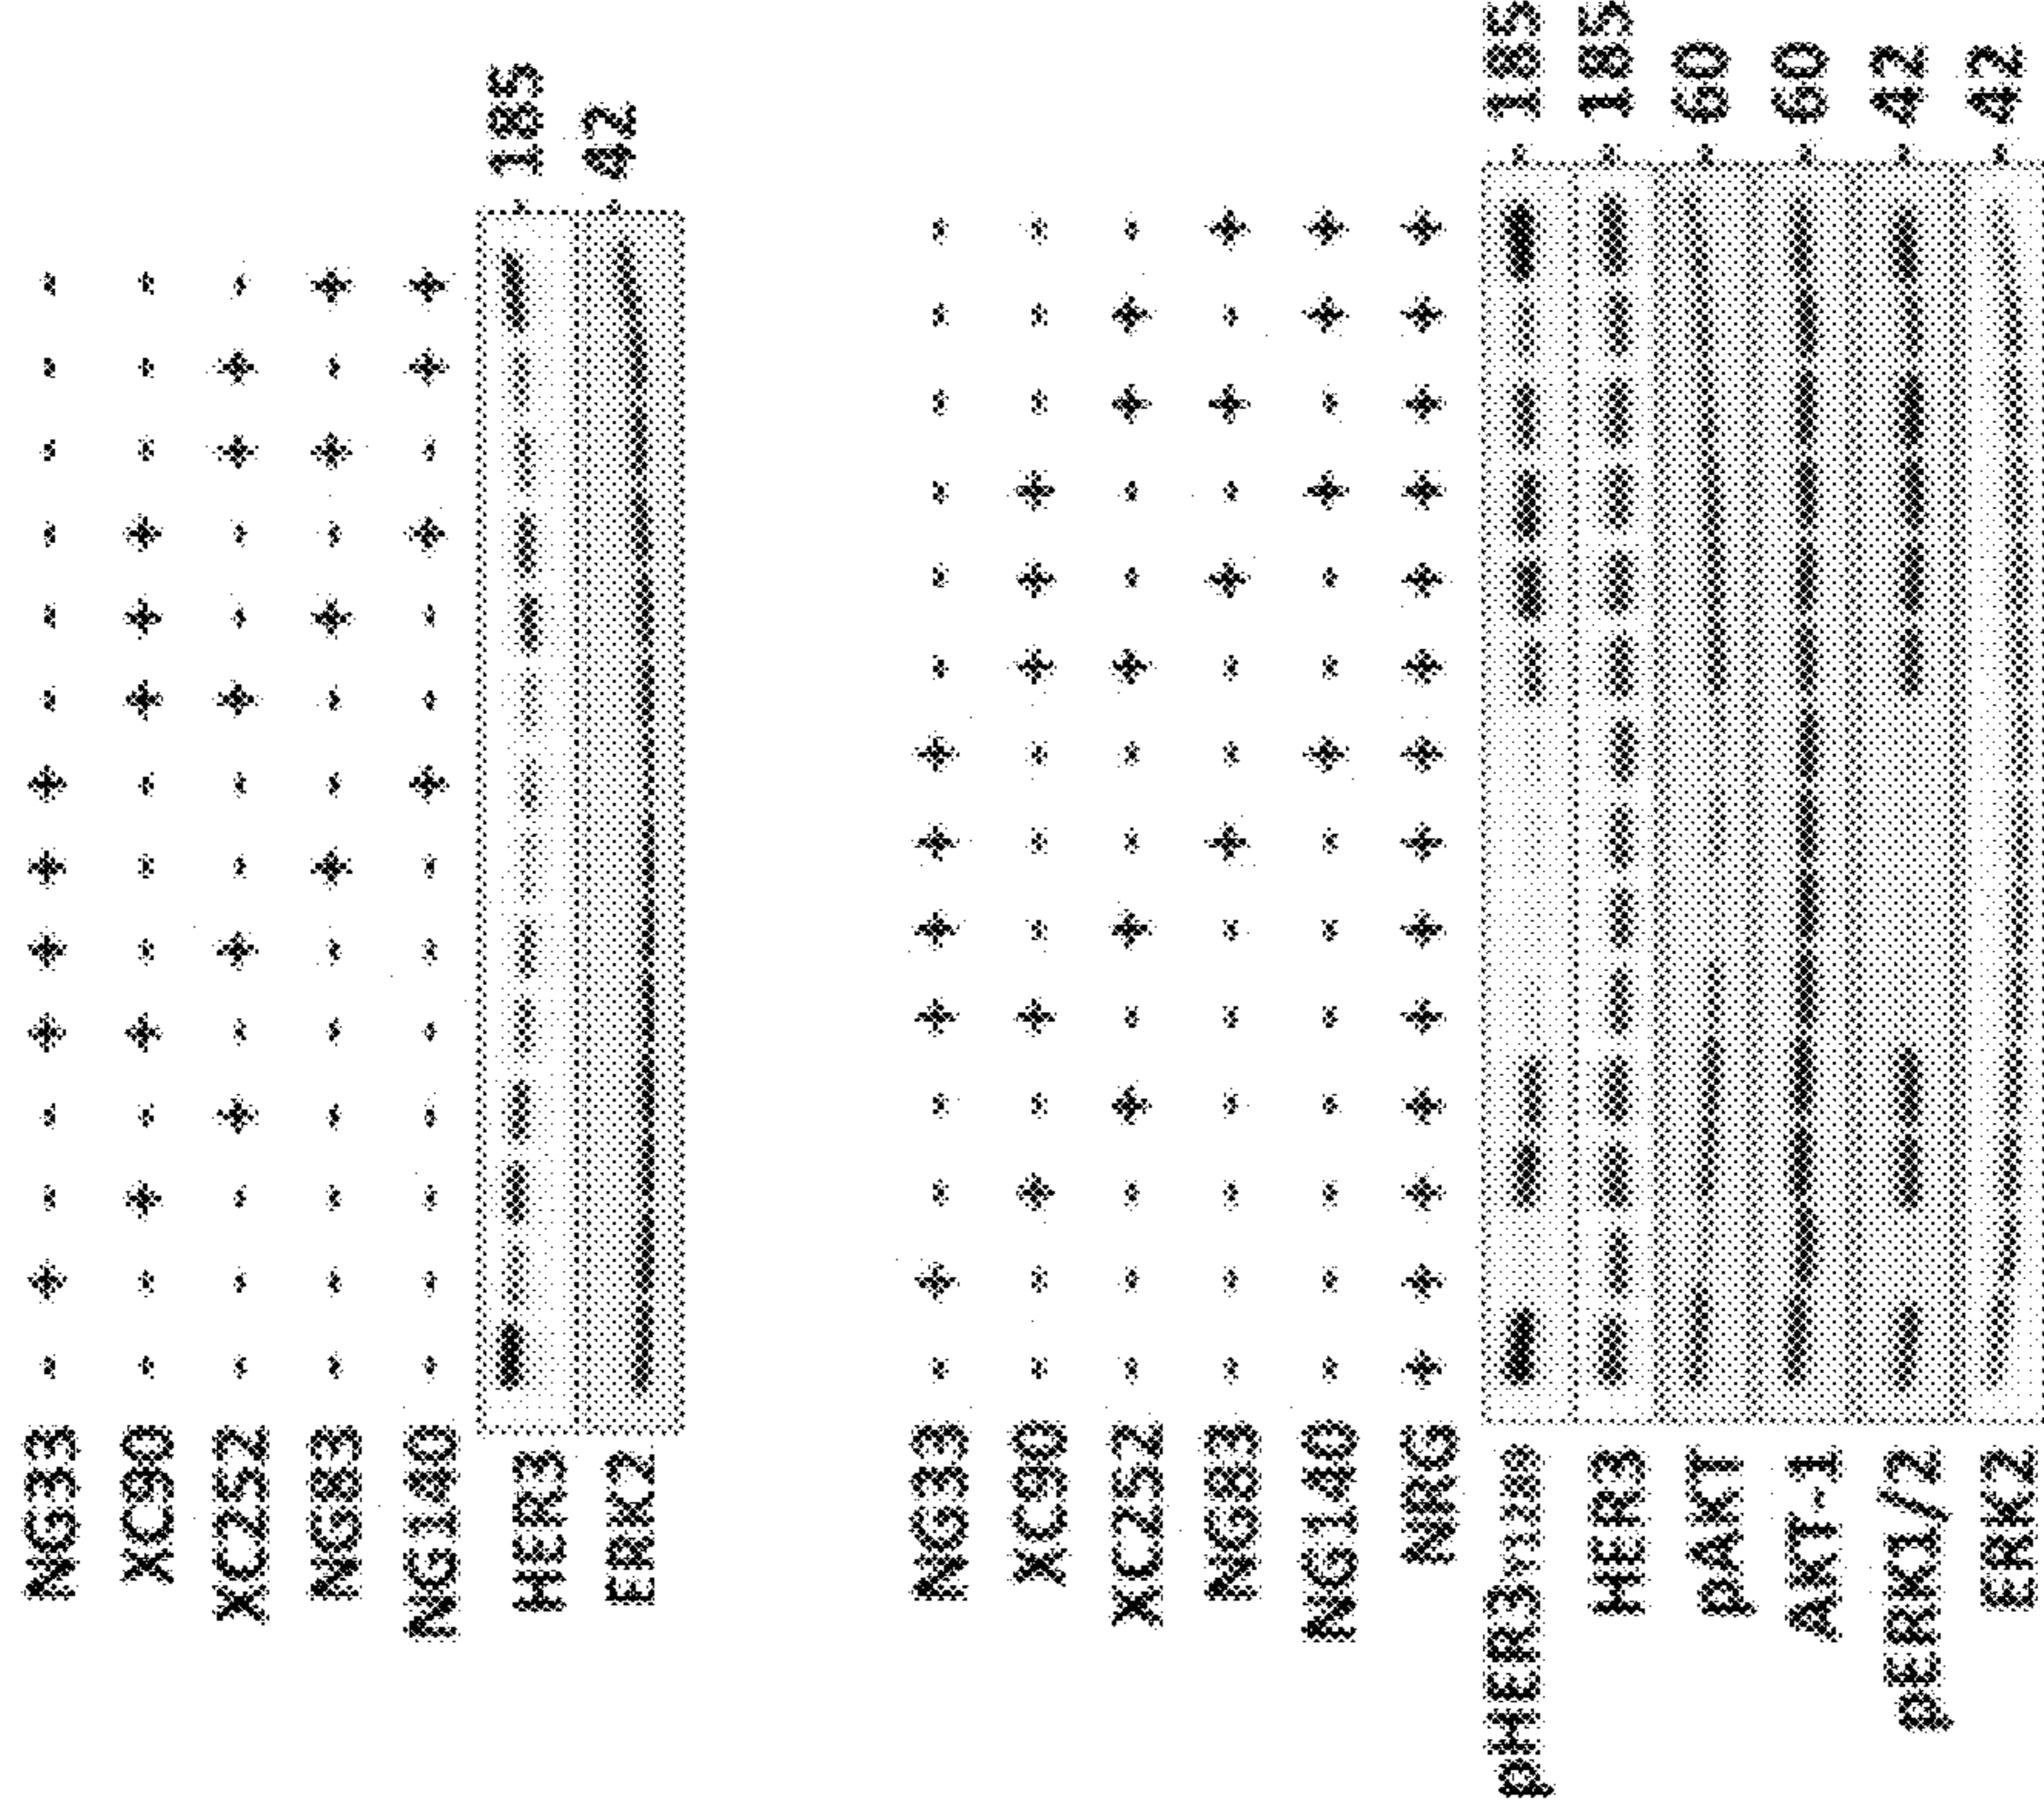 NG33 - + - - + + + + - - - - - -
XC90 - - + - + - - - + + + - - -
XC252 - - - + - + - - + - - + + -
NG83 - - - - - - + - - + - + - +
NG140 - - - - - - - + - - + - + +
HER3 - 185
ERK2 - 42
NG33 - + - - + + + + - - - - - -
XC90 - - + - + - - - + + + - - -
XC252 - - - + - + - - + - - + + -
NG83 - - - - - - + - - + - + - +
NG140 - - - - - - - + - - + - + +
NRG + + + + + + + + + + + + + +
pHER3Y1289 - 185
HER3 - 185
pAKT - 60
AKT-1 - 60
pERK1/2 - 42
ERK2 - 42